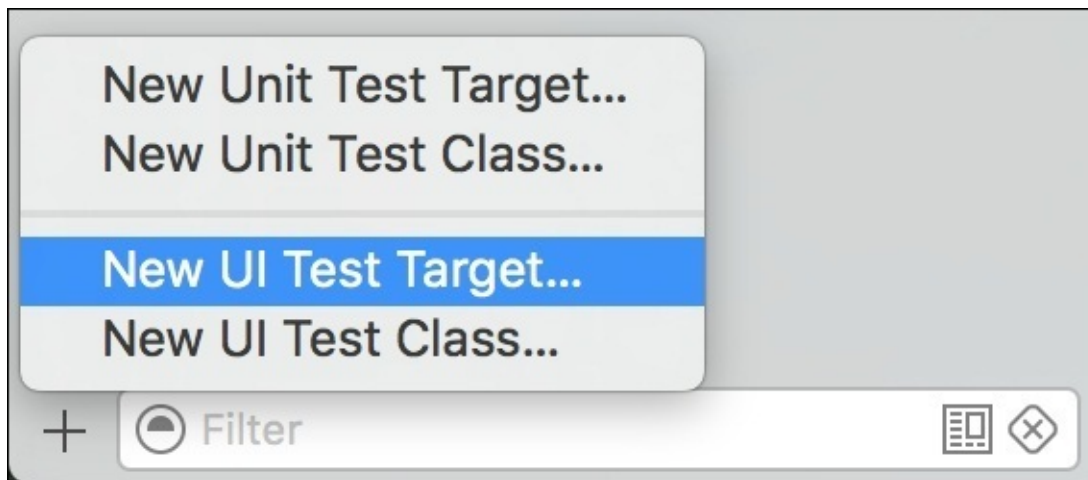 New Unit Test Target...
New Unit Test Class...
New UI Test Target...
New UI Test Class...
Filter